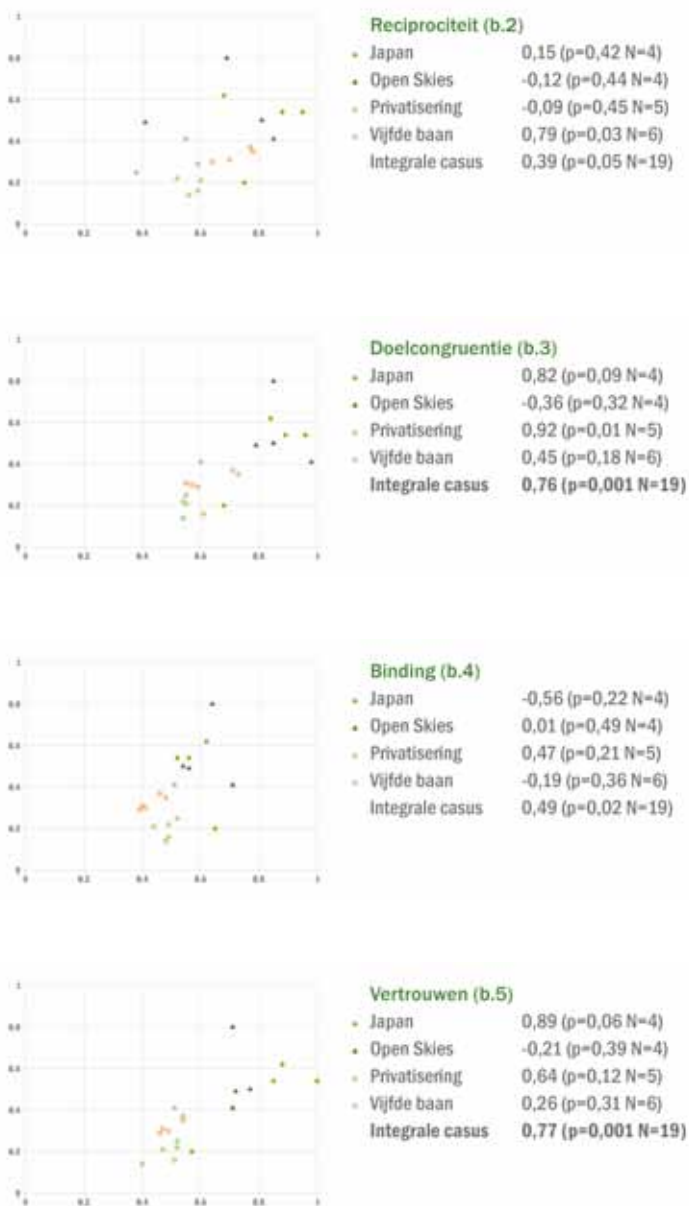 Reciprociteit (b.2)
Japan 0,15 (p=0,42 N=4)
Open Skies -0,12 (p=0,44 N=4)
Privatisering -0,09 (p=0,45 N=5)
Vijfde baan 0,79 (p=0,03 N=6)
Integrale casus 0,39 (p=0,05 N=19)
Doelcongruentie (b.3)
Japan 0,82 (p=0,09 N=4)
Open Skies -0,36 (p=0,32 N=4)
Privatisering 0,92 (p=0,01 N=5)
Vijfde baan 0,45 (p=0,18 N=6)
Integrale casus 0,76 (p=0,001 N=19)
Binding (b.4)
Japan -0,56 (p=0,22 N=4)
Open Skies 0,01 (p=0,49 N=4)
Privatisering 0,47 (p=0,21 N=5)
Vijfde baan -0,19 (p=0,36 N=6)
Integrale casus 0,49 (p=0,02 N=19)
Vertrouwen (b.5)
Japan 0,89 (p=0,06 N=4)
Open Skies -0,21 (p=0,39 N=4)
Privatisering 0,64 (p=0,12 N=5)
Vijfde baan 0,26 (p=0,31 N=6)
Integrale casus 0,77 (p=0,001 N=19)